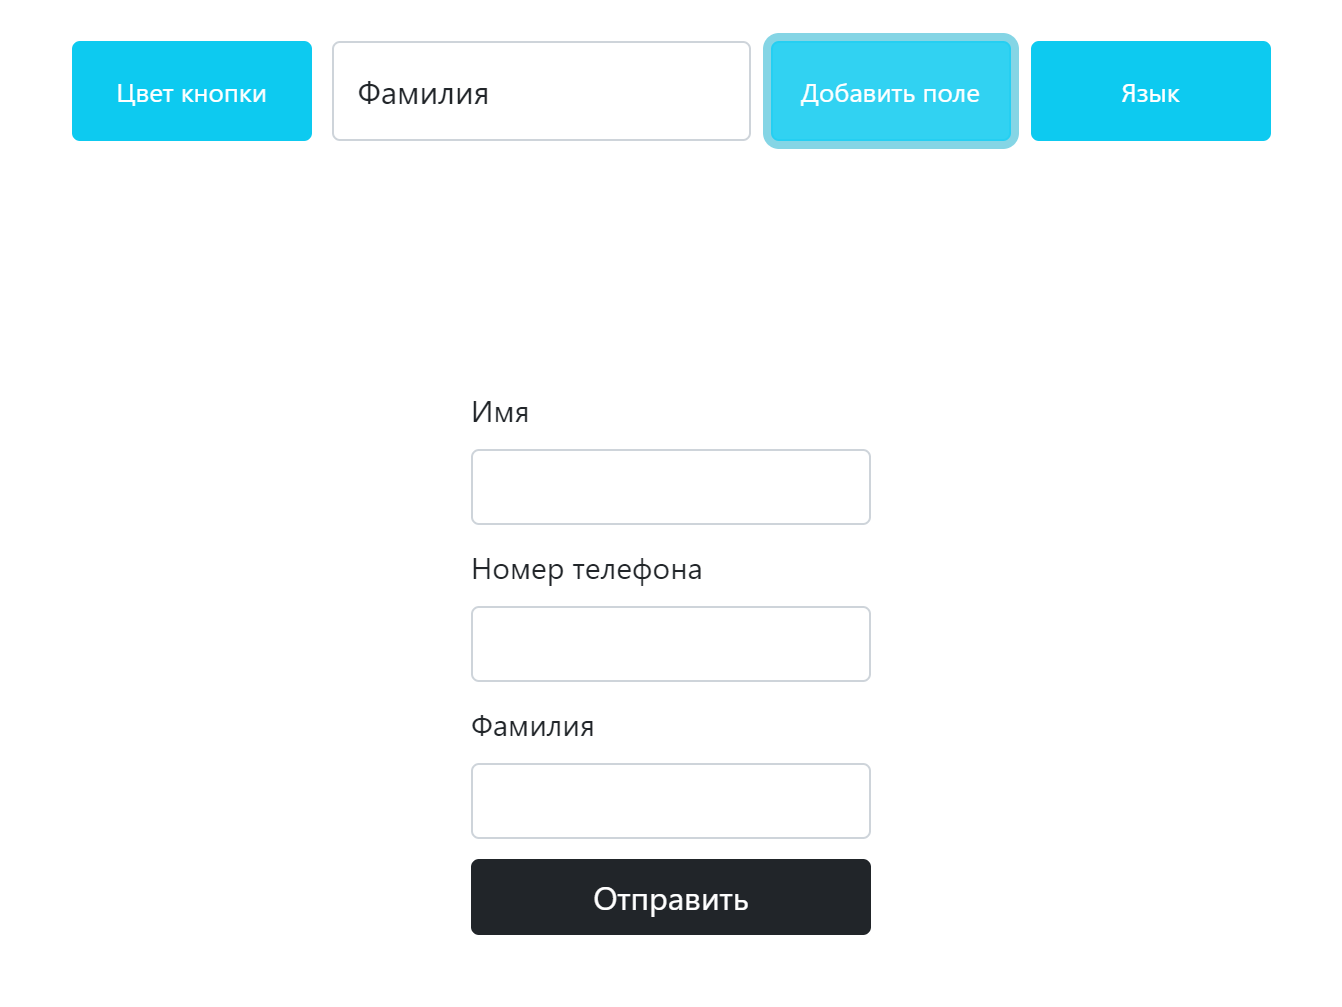 Цвет кнопки
Фамилия
Добавить поле
Язык
Имя
Номер телефона
Фамилия
Отправить